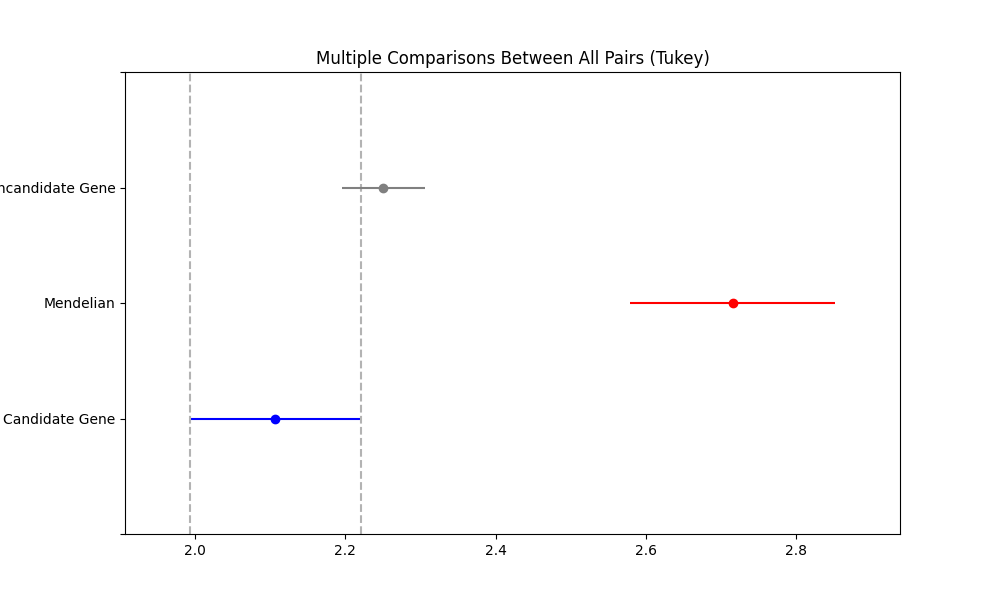 Multiple Comparisons Between All Pairs (Tukey)
ncandidate Gene
Mendelian
Candidate Gene
2.0 2.2 2.4 2.6 2.8